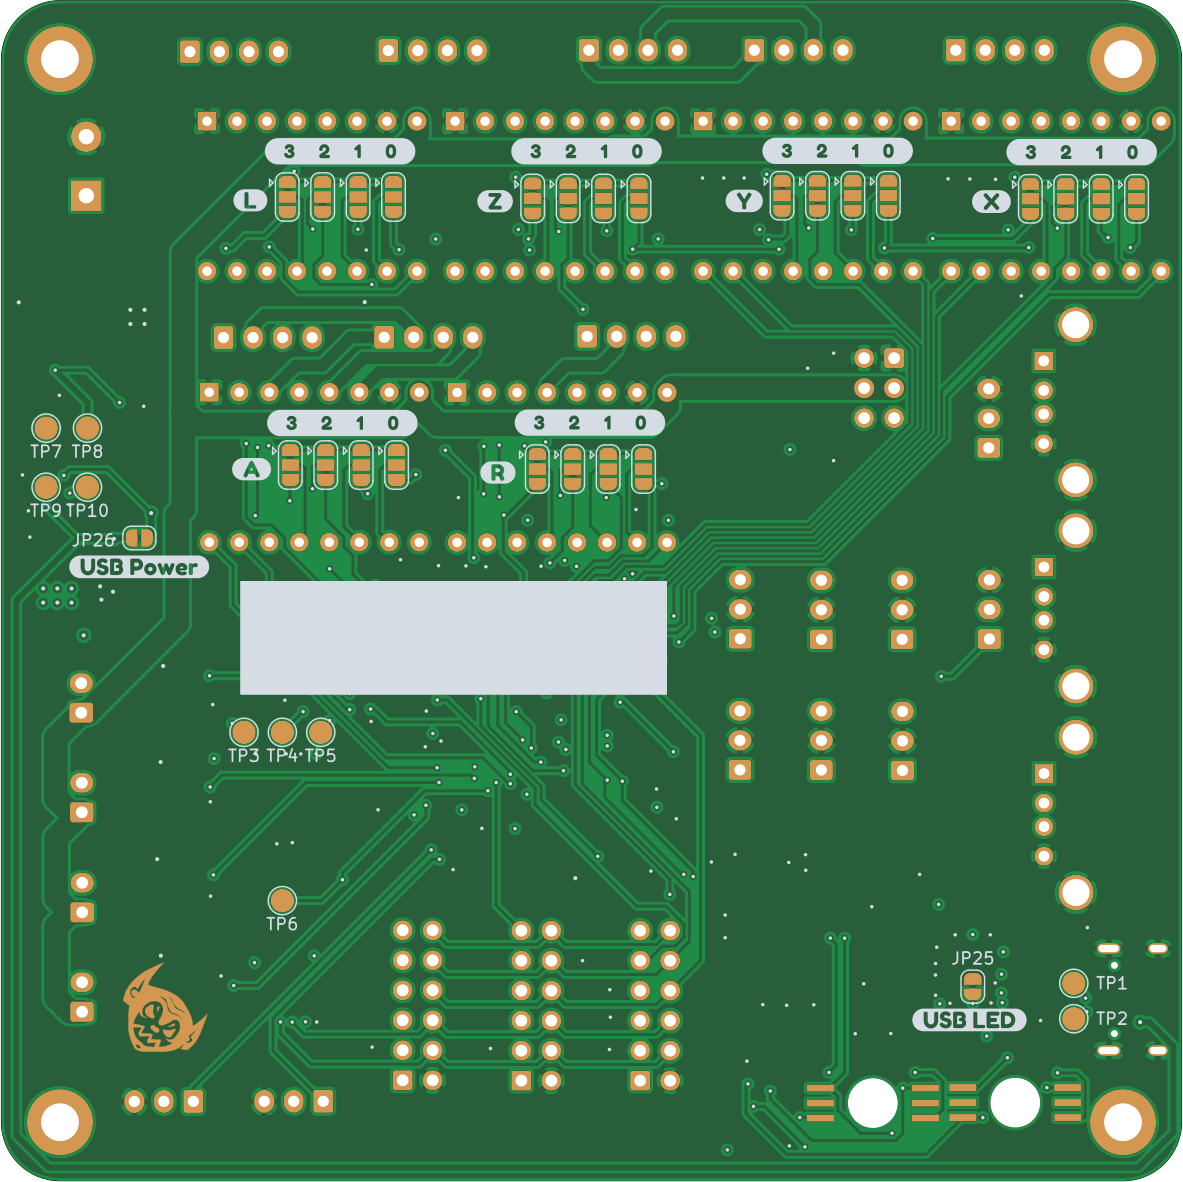 3 2 1 0
3 2 1 0
3 2 1 0
3 2 1 0
L
Z
Y
X
3 2 1 0
3 2 1 0
A
R
TP7 TP8
TP9 TP10
JP26
USB Power
TP3 TP4 TP5
TP6
JP25
USB LED
TP1
TP2